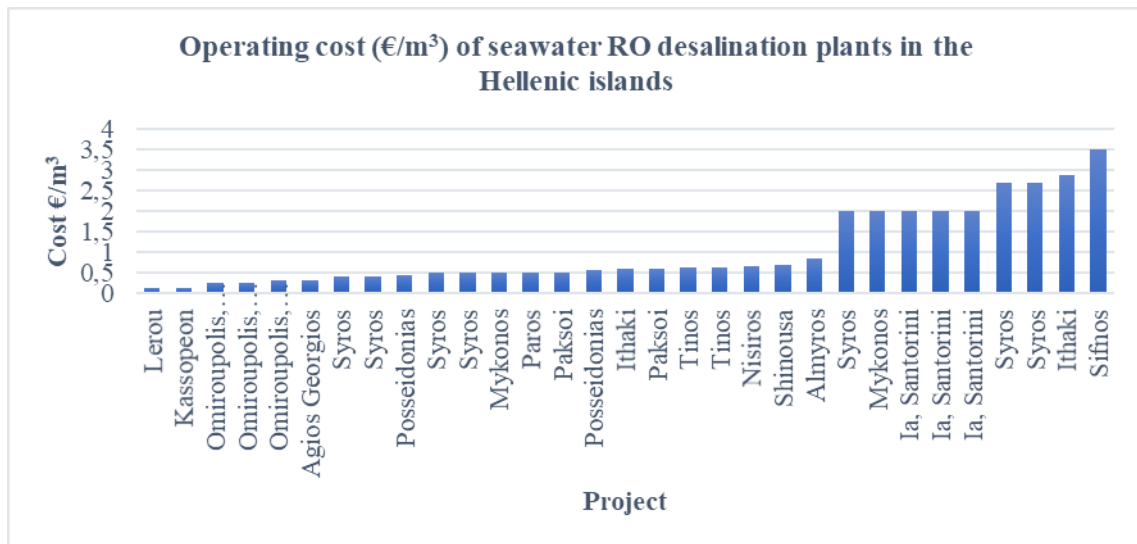 Operating cost (€/m³) of seawater RO desalination plants in the
Hellenic islands
Cost €/m³
4
3,5
3
2,5
2
1,5
1
0,5
0
Lerou
Kassopeon
Omiroupolis,…
Omiroupolis,…
Omiroupolis,…
Agios Georgios
Syros
Syros
Posseidonias
Syros
Syros
Mykonos
Paros
Paksoi
Posseidonias
Ithaki
Paksoi
Tinos
Tinos
Nisiros
Shinousa
Almyros
Syros
Mykonos
Ia, Santorini
Ia, Santorini
Ia, Santorini
Syros
Syros
Ithaki
Sifnos
Project